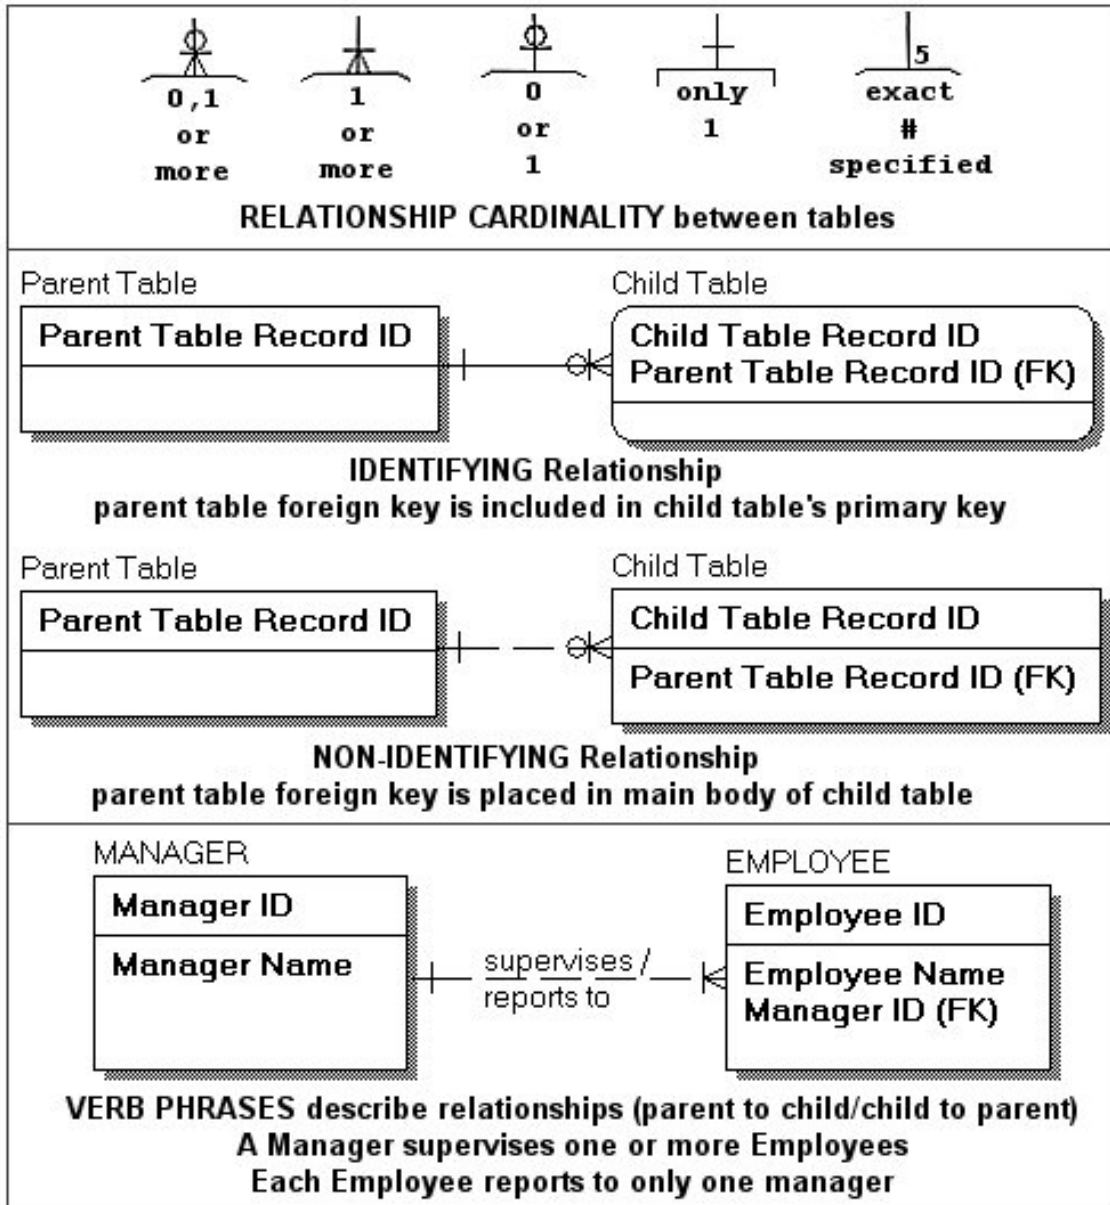 5
0,1 1 0 only exact
or or or 1 #
more more 1 specified
RELATIONSHIP CARDINALITY between tables
Parent Table Child Table
Parent Table Record ID Child Table Record ID
Parent Table Record ID (FK)
IDENTIFYING Relationship
parent table foreign key is included in child table's primary key
Parent Table Child Table
Parent Table Record ID Child Table Record ID
Parent Table Record ID (FK)
NON-IDENTIFYING Relationship
parent table foreign key is placed in main body of child table
MANAGER EMPLOYEE
Manager ID Employee ID
Manager Name supervises / Employee Name
reports to Manager ID (FK)
VERB PHRASES describe relationships (parent to child/child to parent)
A Manager supervises one or more Employees
Each Employee reports to only one manager